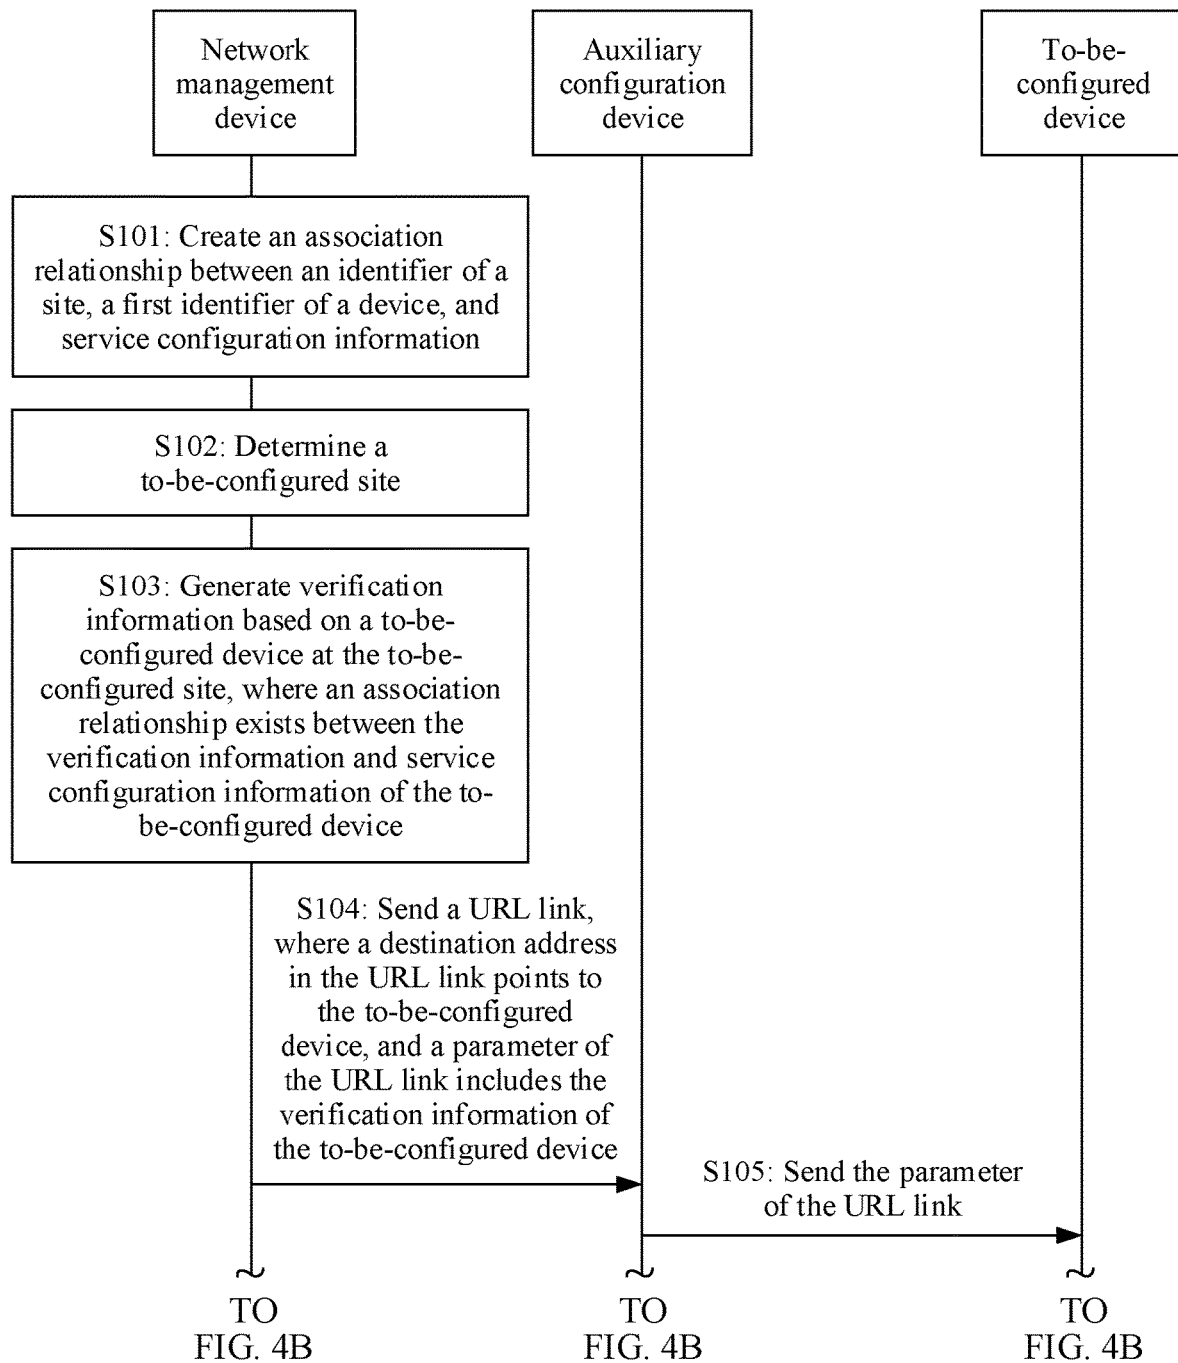 Network
management
device
Auxiliary
configuration
device
To-be-
configured
device
S101: Create an association
relationship between an identifier of a
site, a first identifier of a device, and
service configuration information
S102: Determine a
to-be-configured site
S103: Generate verification
information based on a to-be-
configured device at the to-be-
configured site, where an association
relationship exists between the
verification information and service
configuration information of the to-
be-configured device
S104: Send a URL link,
where a destination address
in the URL link points to
the to-be-configured
device, and a parameter of
the URL link includes the
verification information of
the to-be-configured device
S105: Send the parameter
of the URL link
TO
FIG. 4B
TO
FIG. 4B
TO
FIG. 4B